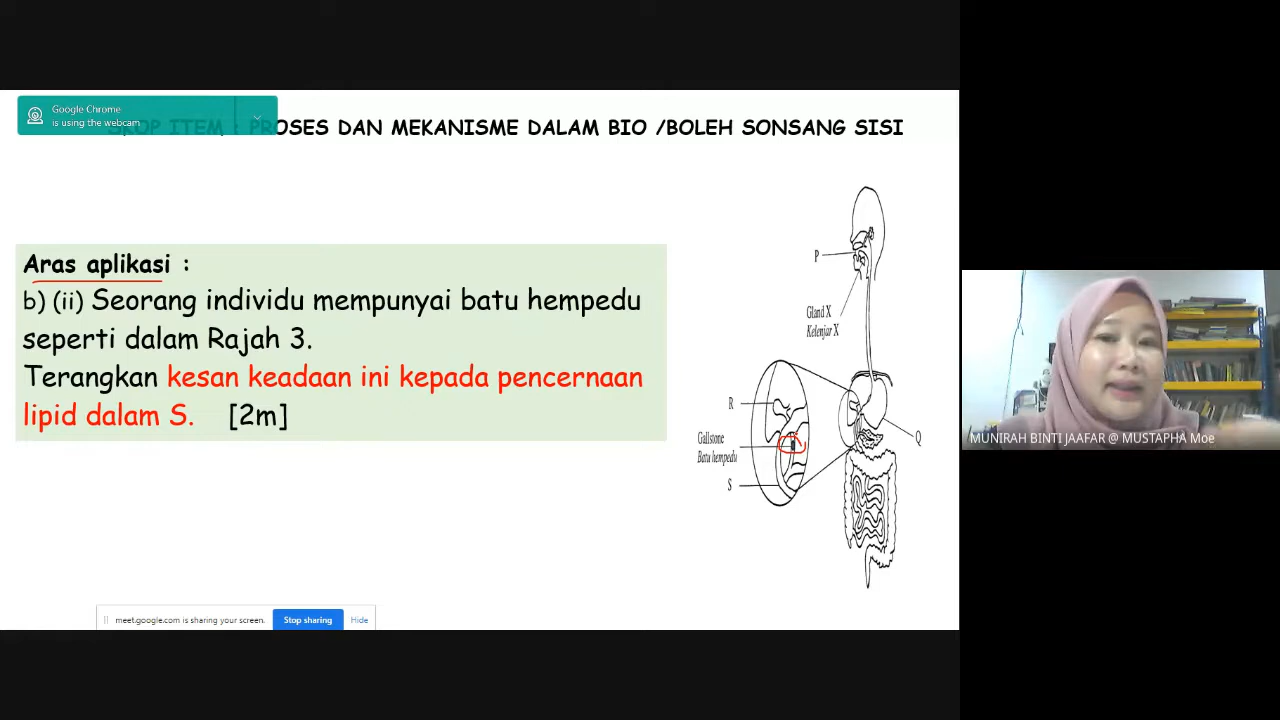 Google Chrome
is using the webcam
SKOP ITEM : PROSES DAN MEKANISME DALAM BIO /BOLEH SONSANG SISI
Aras aplikasi :
b) (ii) Seorang individu mempunyai batu hempedu
seperti dalam Rajah 3.
Terangkan kesan keadaan ini kepada pencernaan
lipid dalam S. [2m]
P
Gland X
Kelenjar X
R
Gallstone
Batu hempedu
S
Q
MUNIRAH BINTI JAAFAR @ MUSTAPHA Moe
meet.google.com is sharing your screen.
Stop sharing
Hide